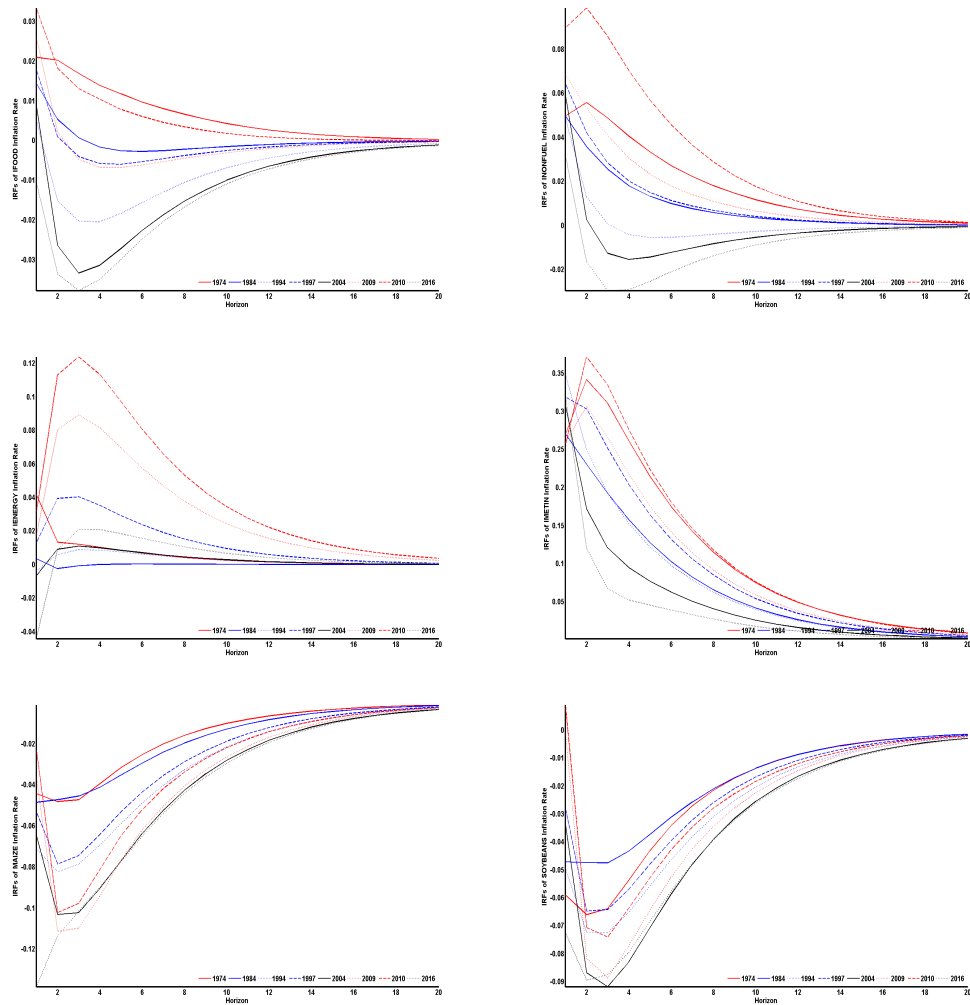 IRFs of IFOOD Inflation Rate
0.03
0.02
0.01
0
-0.01
-0.02
-0.03
2 4 6 8 10 12 14 16 18 20
Horizon
1974 1984 1994 1997 2004 2009 2010 2016
IRFs of INONFUEL Inflation Rate
0.08
0.06
0.04
0.02
0
-0.02
2 4 6 8 10 12 14 16 18 20
Horizon
1974 1984 1994 1997 2004 2009 2010 2016
IRFs of IENERGY Inflation Rate
0.12
0.1
0.08
0.06
0.04
0.02
0
-0.02
-0.04
2 4 6 8 10 12 14 16 18 20
Horizon
1974 1984 1994 1997 2004 2009 2010 2016
IRFs of IMETIN Inflation Rate
0.35
0.3
0.25
0.2
0.15
0.1
0.05
2 4 6 8 10 12 14 16 18 20
Horizon
1974 1984 1994 1997 2004 2009 2010 2016
IRFs of MAIZE Inflation Rate
-0.02
-0.04
-0.06
-0.08
-0.1
-0.12
2 4 6 8 10 12 14 16 18 20
Horizon
1974 1984 1994 1997 2004 2009 2010 2016
IRFs of SOYBEANS Inflation Rate
0
-0.01
-0.02
-0.03
-0.04
-0.05
-0.06
-0.07
-0.08
-0.09
2 4 6 8 10 12 14 16 18 20
Horizon
1974 1984 1994 1997 2004 2009 2010 2016